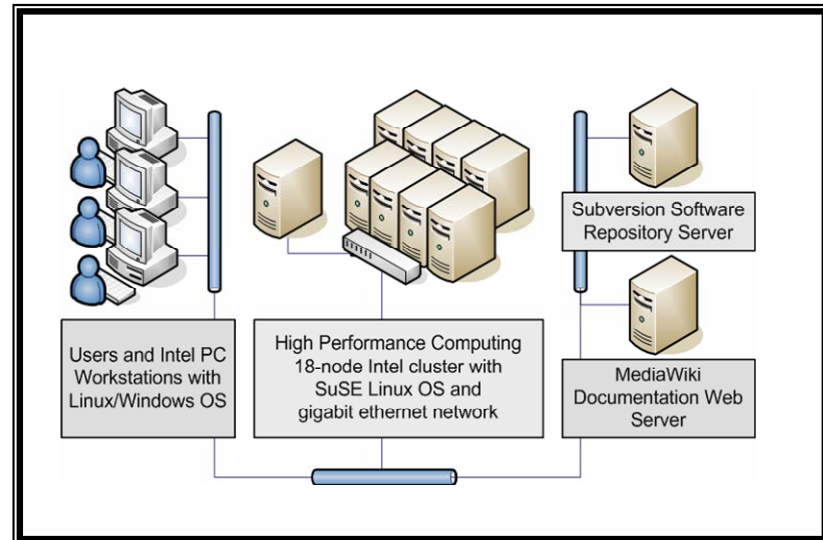 Users and Intel PC
Workstations with
Linux/Windows OS
High Performance Computing
18-node Intel cluster with
SuSE Linux OS and
gigabit ethernet network
Subversion Software
Repository Server
MediaWiki
Documentation Web
Server